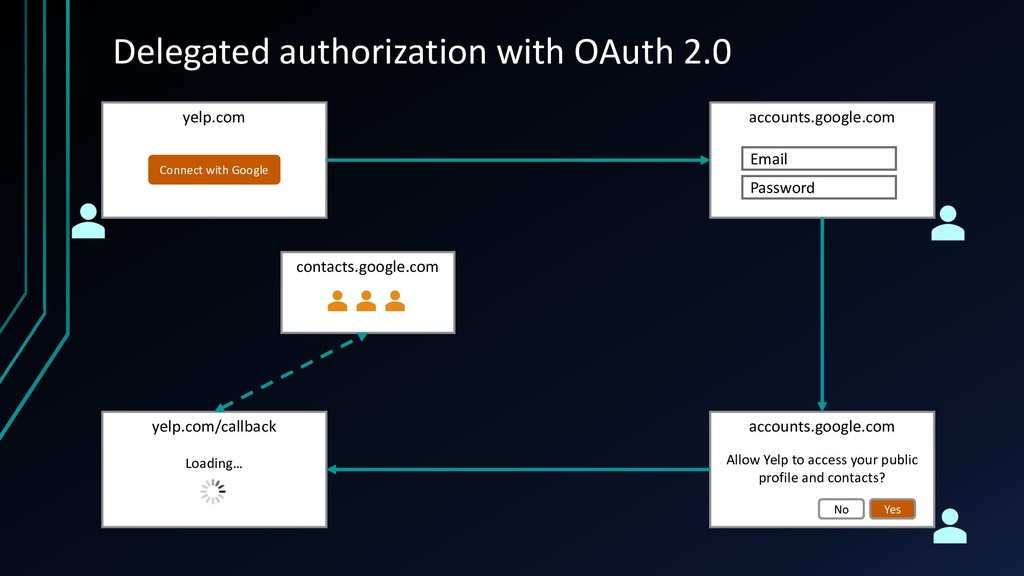 Delegated authorization with OAuth 2.0
yelp.com
Connect with Google
accounts.google.com
Email
Password
contacts.google.com
yelp.com/callback
Loading…
accounts.google.com
Allow Yelp to access your public
profile and contacts?
No
Yes